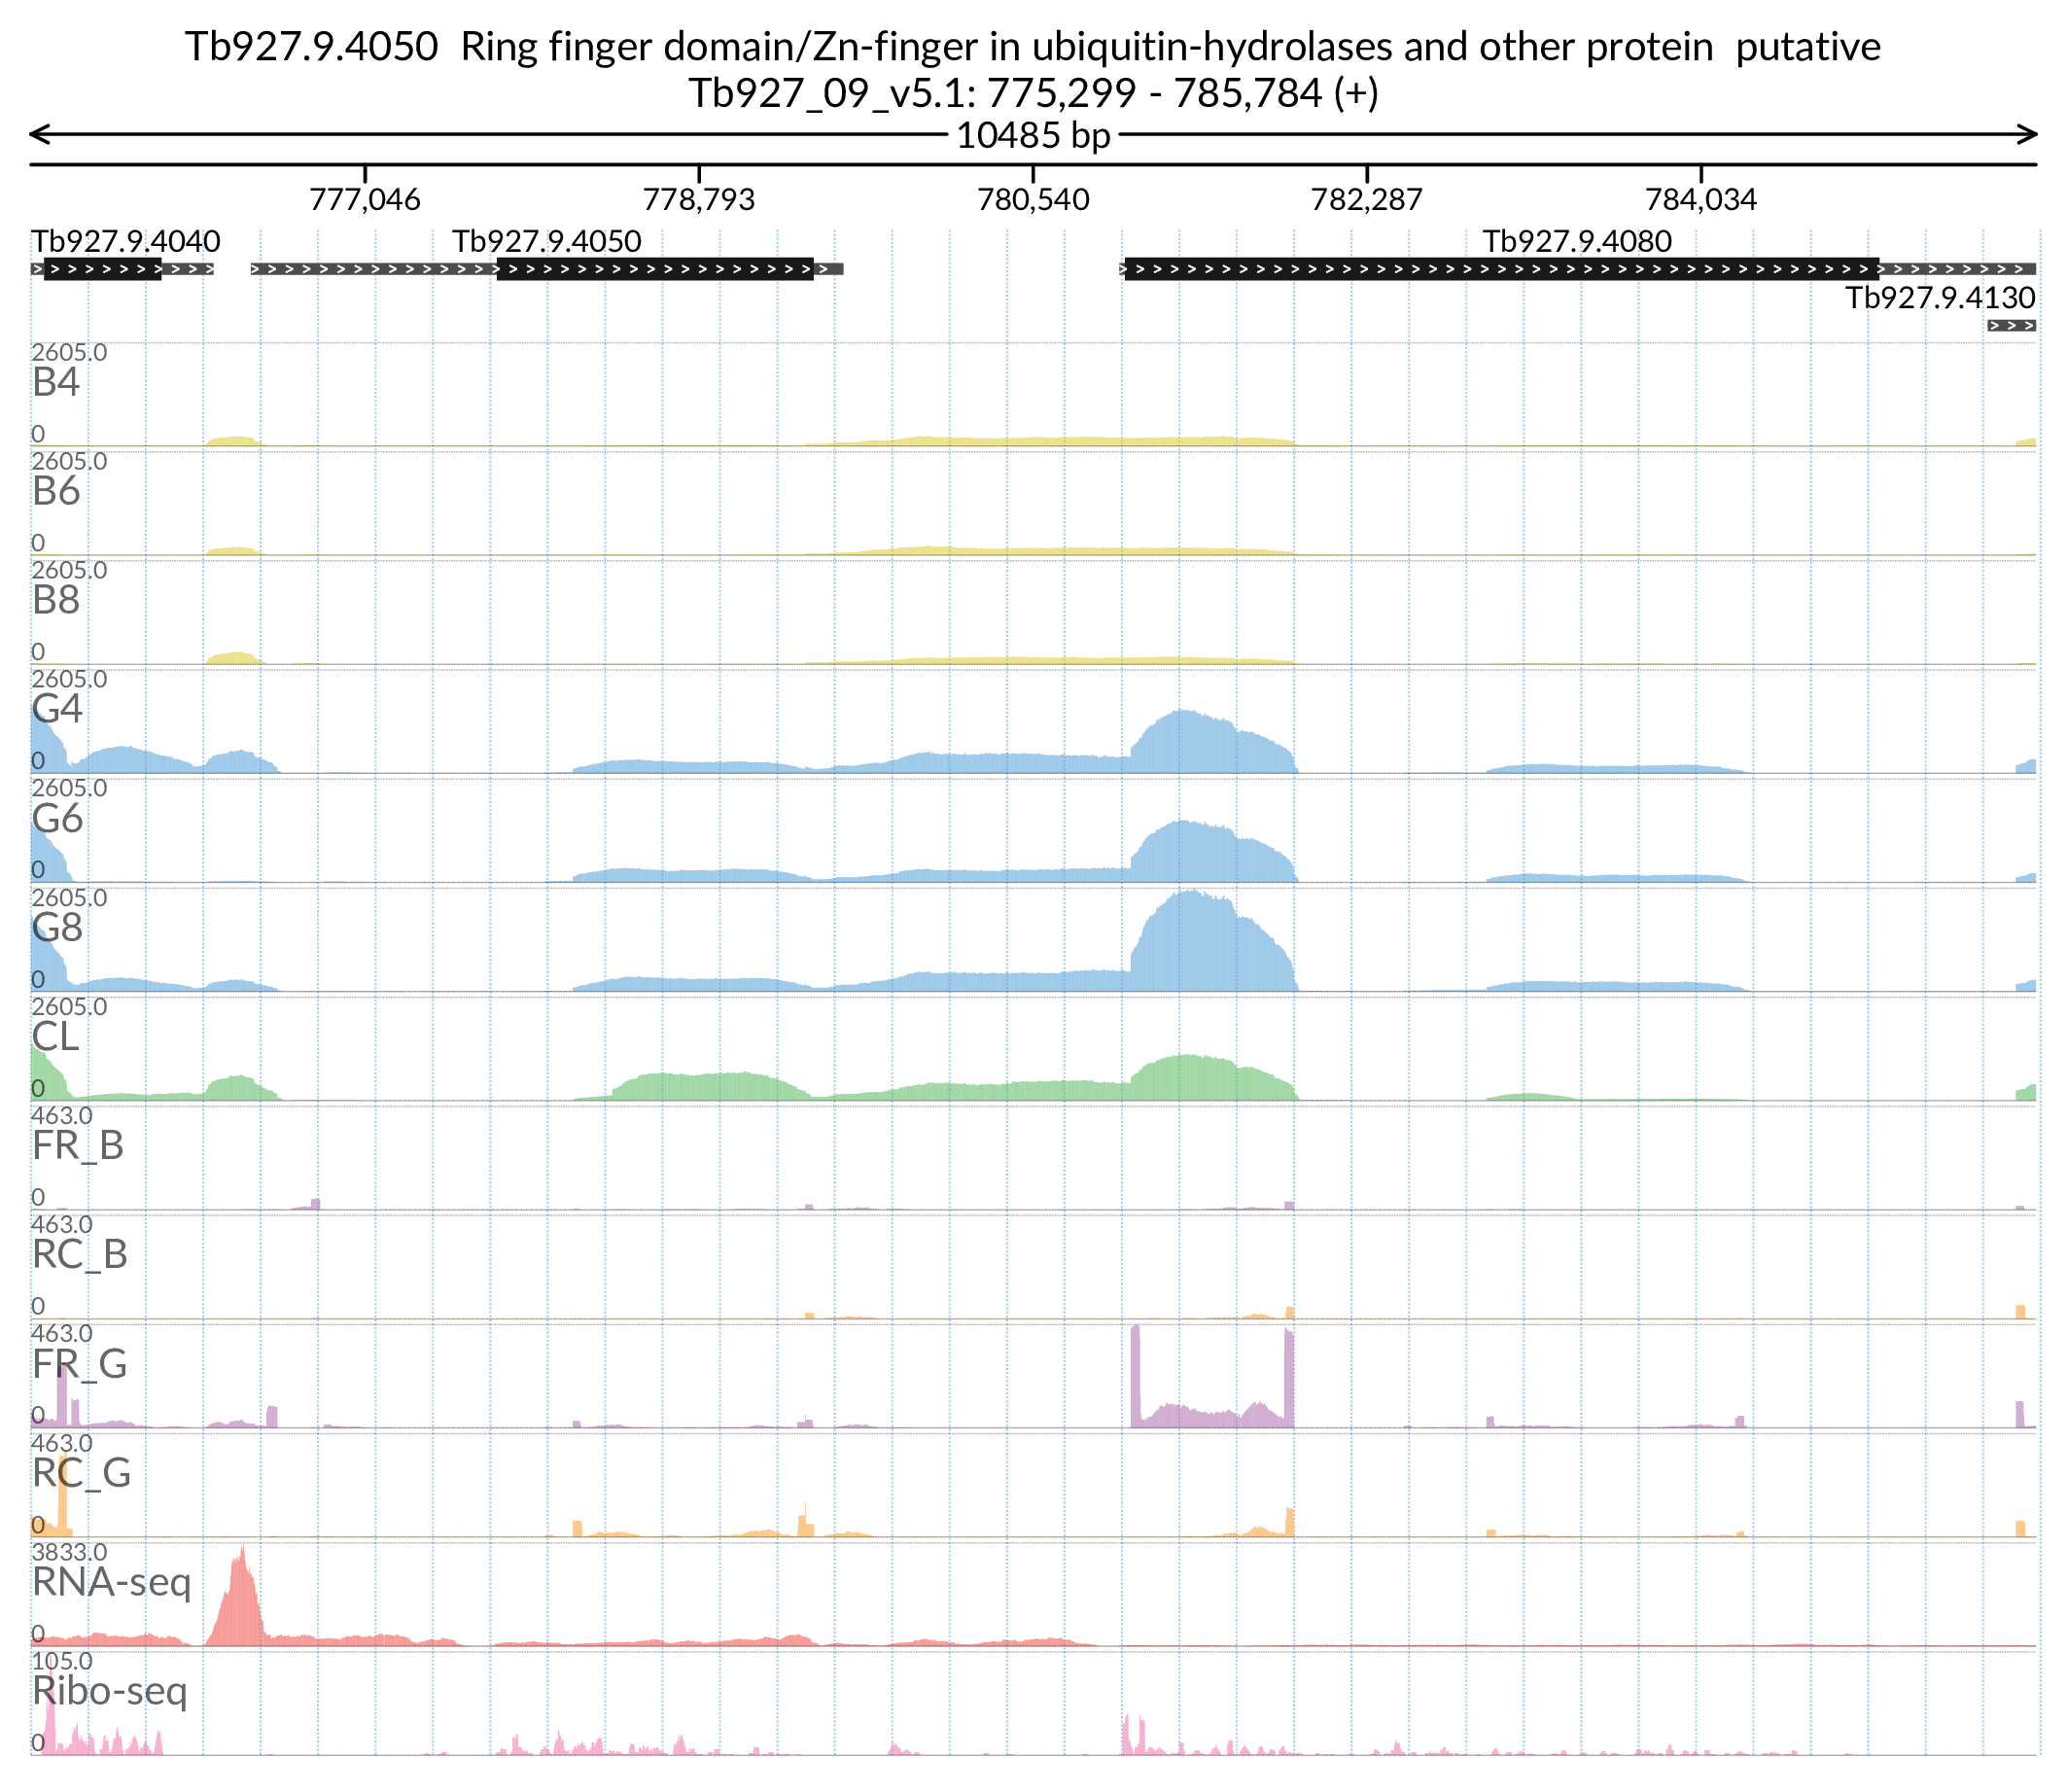 Tb927.9.4050  Ring finger domain/Zn-finger in ubiquitin-hydrolases and other protein  putative
Tb927_09_v5.1: 775,299 - 785,784 (+)
10485 bp
777,046 778,793 780,540 782,287 784,034
Tb927.9.4040 Tb927.9.4050 Tb927.9.4080
Tb927.9.4130
2605.0
B4
0
2605.0
B6
0
2605.0
B8
0
2605.0
G4
0
2605.0
G6
0
2605.0
G8
0
2605.0
CL
0
463.0
FR_B
0
463.0
RC_B
0
463.0
FR_G
0
463.0
RC_G
0
3833.0
RNA-seq
0
105.0
Ribo-seq
0